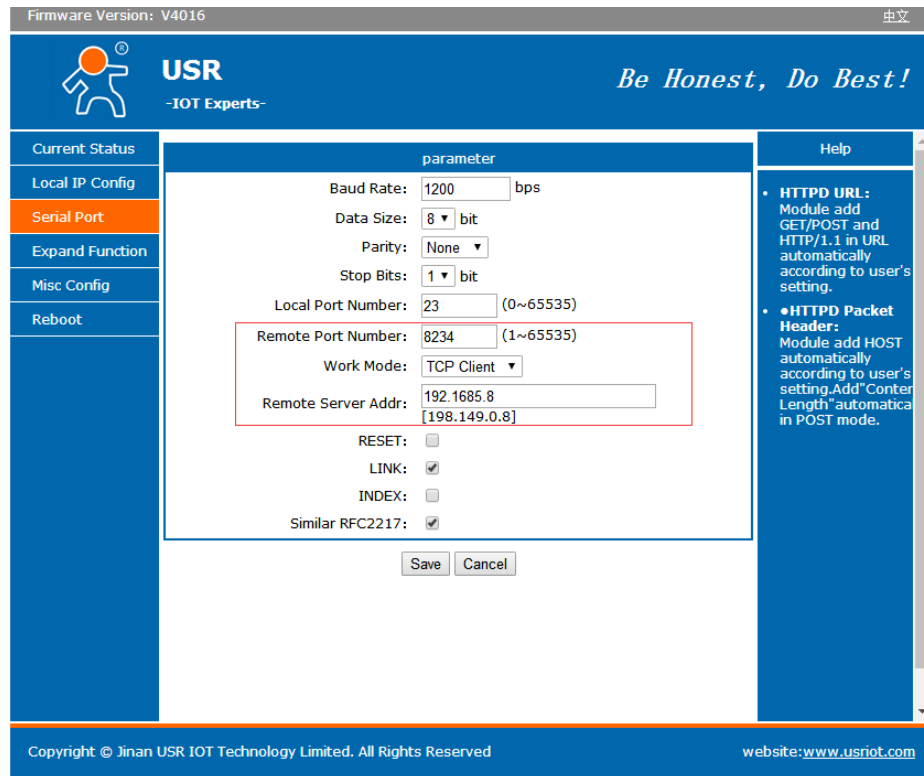 Firmware Version: V4016
中文
®
USR
-IOT Experts-
Be Honest, Do Best!
Current Status
Local IP Config
Serial Port
Expand Function
Misc Config
Reboot
parameter
Baud Rate: 1200 bps
Data Size: 8 bit
Parity: None
Stop Bits: 1 bit
Local Port Number: 23 (0~65535)
Remote Port Number: 8234 (1~65535)
Work Mode: TCP Client
Remote Server Addr: 192.1685.8
[198.149.0.8]
RESET:
LINK:
INDEX:
Similar RFC2217:
Save Cancel
Help
• HTTPD URL:
Module add
GET/POST and
HTTP/1.1 in URL
automatically
according to user's
setting.
• ●HTTPD Packet
Header:
Module add HOST
automatically
according to user's
setting.Add"Conter
Length"automatica
in POST mode.
Copyright © Jinan USR IOT Technology Limited. All Rights Reserved
website:www.usriot.com